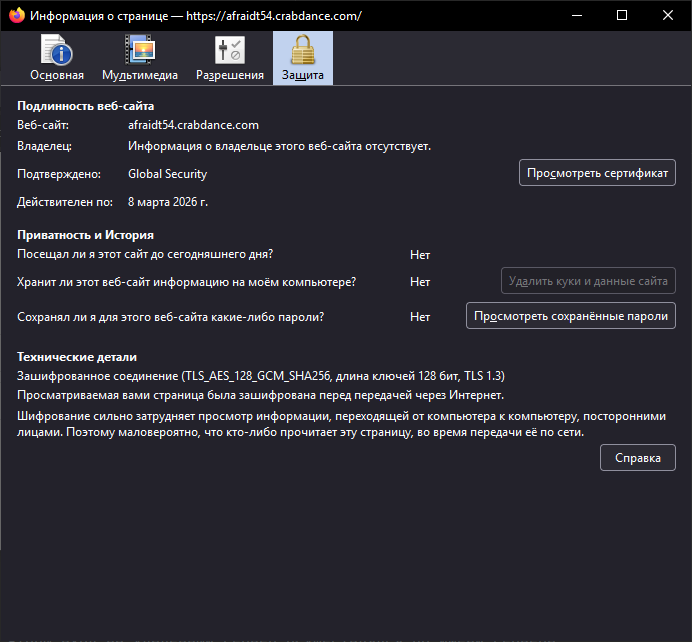 Информация о странице — https://afraidt54.crabdance.com/
Основная Мультимедиа Разрешения Защита
Подлинность веб-сайта
Веб-сайт: afraidt54.crabdance.com
Владелец: Информация о владельце этого веб-сайта отсутствует.
Подтверждено: Global Security Просмотреть сертификат
Действителен по: 8 марта 2026 г.
Приватность и История
Посещал ли я этот сайт до сегодняшнего дня? Нет
Хранит ли этот веб-сайт информацию на моём компьютере? Нет Удалить куки и данные сайта
Сохранял ли я для этого веб-сайта какие-либо пароли? Нет Просмотреть сохранённые пароли
Технические детали
Зашифрованное соединение (TLS_AES_128_GCM_SHA256, длина ключей 128 бит, TLS 1.3)
Просматриваемая вами страница была зашифрована перед передачей через Интернет.
Шифрование сильно затрудняет просмотр информации, переходящей от компьютера к компьютеру, посторонними
лицами. Поэтому маловероятно, что кто-либо прочитает эту страницу, во время передачи её по сети.
Справка